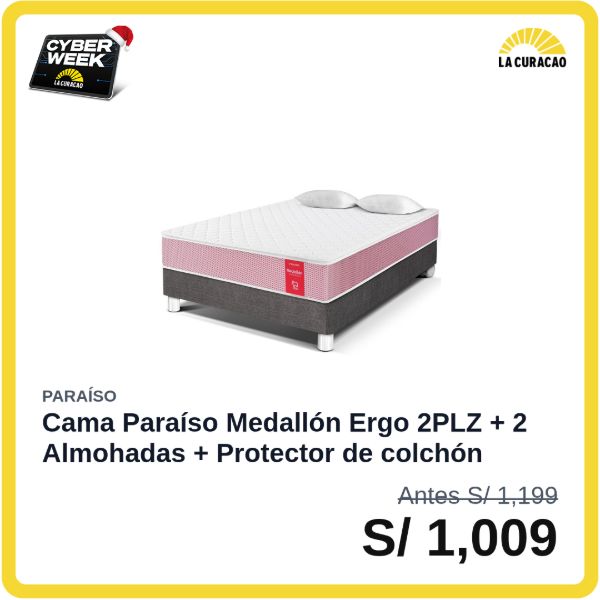 CYBER
WEEK
LA CURACAO
LA CURACAO
PARAÍSO
Cama Paraíso Medallón Ergo 2PLZ + 2
Almohadas + Protector de colchón
Antes S/ 1,199
S/ 1,009